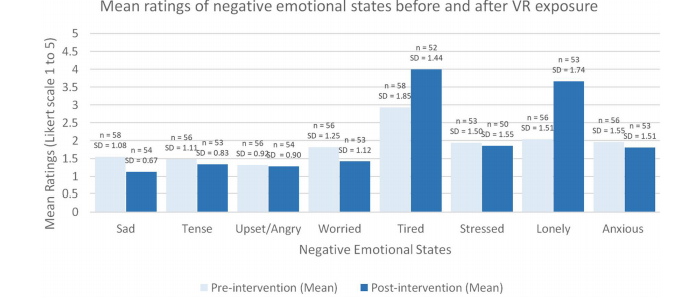 Mean ratings of negative emotional states before and after VR exposure
Mean Ratings (Likert scale 1 to 5)
5
4.5
4
3.5
3
2.5
2
1.5
1
0.5
0
n = 58
SD = 1.08
n = 54
SD = 0.67
n = 56
SD = 1.11
n = 53
SD = 0.83
n = 56
SD = 0.92
n = 54
SD = 0.90
n = 56
SD = 1.25
n = 53
SD = 1.12
n = 58
SD = 1.85
n = 52
SD = 1.44
n = 53
SD = 1.50
n = 50
SD = 1.55
n = 56
SD = 1.51
n = 53
SD = 1.74
n = 56
SD = 1.55
n = 53
SD = 1.51
Sad Tense Upset/Angry Worried Tired Stressed Lonely Anxious
Negative Emotional States
Pre-intervention (Mean) Post-intervention (Mean)